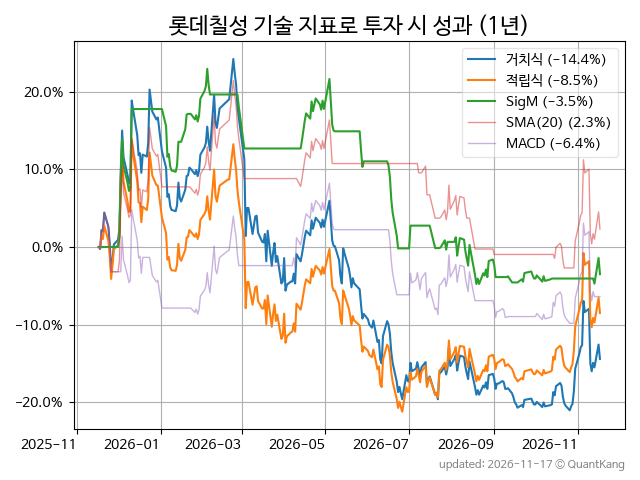 롯데칠성 기술 지표로 투자 시 성과 (1년)
거치식 (−14.4%)
적립식 (−8.5%)
SigM (−3.5%)
SMA(20) (2.3%)
MACD (−6.4%)
20.0%
10.0%
0.0%
−10.0%
−20.0%
2025-11 2026-01 2026-03 2026-05 2026-07 2026-09 2026-11
updated: 2026-11-17 © QuantKang